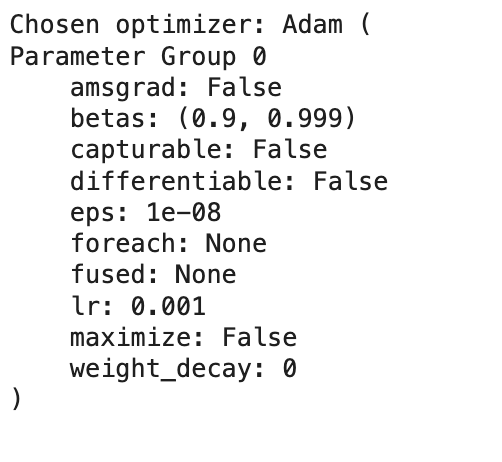 Chosen optimizer: Adam (
Parameter Group 0
    amsgrad: False
    betas: (0.9, 0.999)
    capturable: False
    differentiable: False
    eps: 1e-08
    foreach: None
    fused: None
    lr: 0.001
    maximize: False
    weight_decay: 0
)